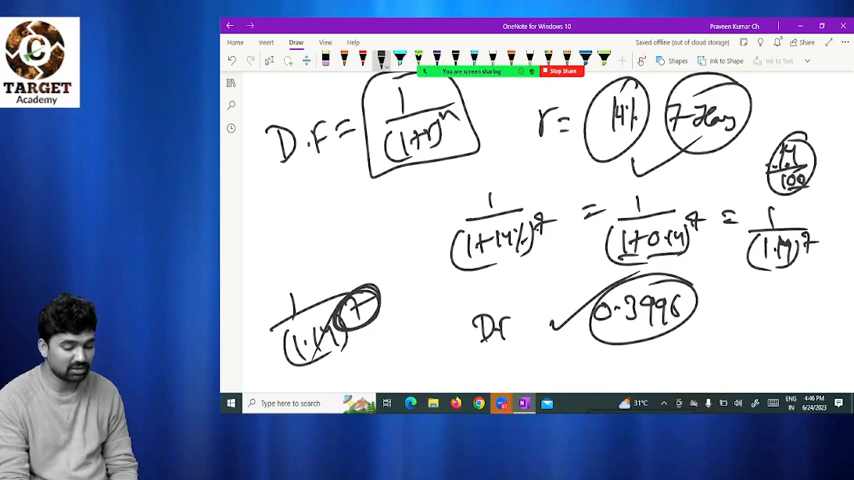 TARGET
Academy
OneNote for Windows 10
Praveen Kumar Ch
Home Insert Draw View Help
Saved offline (out of cloud storage)
Share
You are screen sharing
Stop Share
Shapes
Ink to Shape
Ink to Text
D.F = 1/(1+r)^n
r = 14%
14/100
1/(1+14%)^7 = 1/(1+0.14)^7 = 1/(1.14)^7
1/(1.14)^7
0.3996
Type here to search
31°C
ENG
IN
4:46 PM
6/24/2023